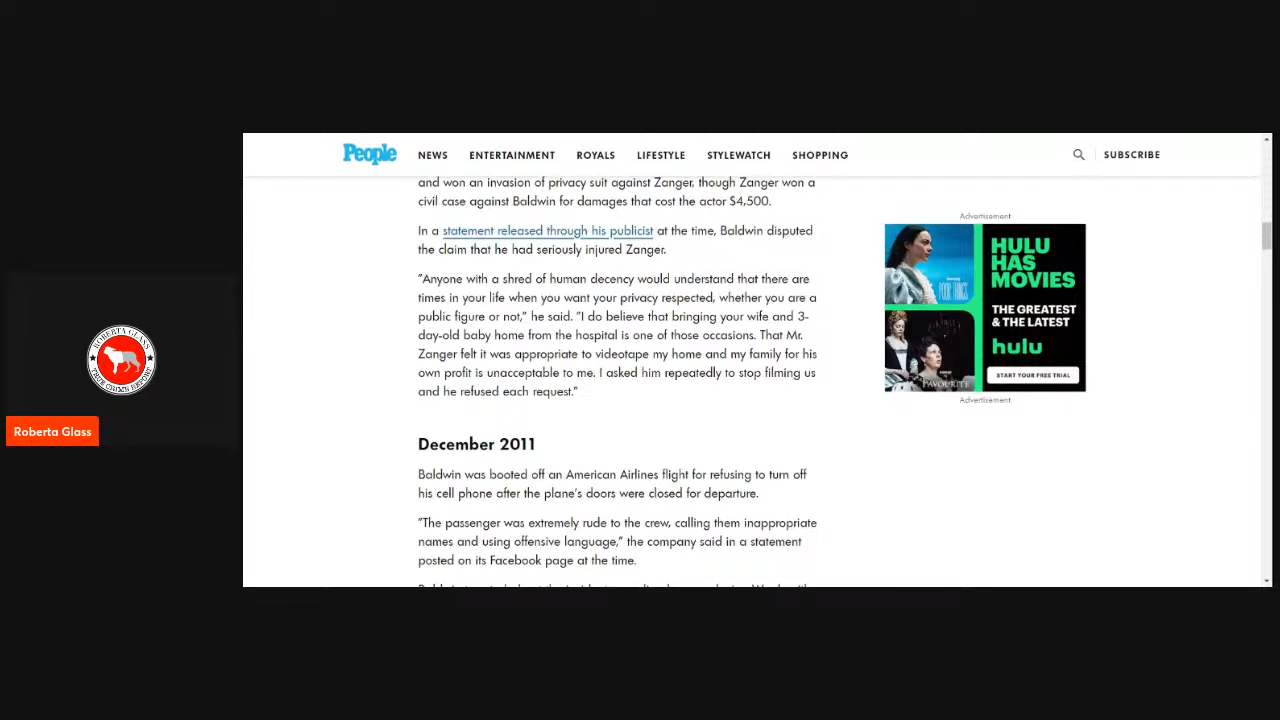 People
NEWS
ENTERTAINMENT
ROYALS
LIFESTYLE
STYLEWATCH
SHOPPING
SUBSCRIBE
and won an invasion of privacy suit against Zanger, though Zanger won a
civil case against Baldwin for damages that cost the actor $4,500.
In a statement released through his publicist at the time, Baldwin disputed
the claim that he had seriously injured Zanger.
"Anyone with a shred of human decency would understand that there are
times in your life when you want your privacy respected, whether you are a
public figure or not," he said. "I do believe that bringing your wife and 3-
day-old baby home from the hospital is one of those occasions. That Mr.
Zanger felt it was appropriate to videotape my home and my family for his
own profit is unacceptable to me. I asked him repeatedly to stop filming us
and he refused each request."
December 2011
Baldwin was booted off an American Airlines flight for refusing to turn off
his cell phone after the plane's doors were closed for departure.
"The passenger was extremely rude to the crew, calling them inappropriate
names and using offensive language," the company said in a statement
posted on its Facebook page at the time.
Advertisement
HULU
HAS
MOVIES
THE GREATEST
& THE LATEST
hulu
START YOUR FREE TRIAL
POOR THINGS
FAVOURITE
Advertisement
ROBERTA GLASS
TRUE CRIME REPORT
Roberta Glass